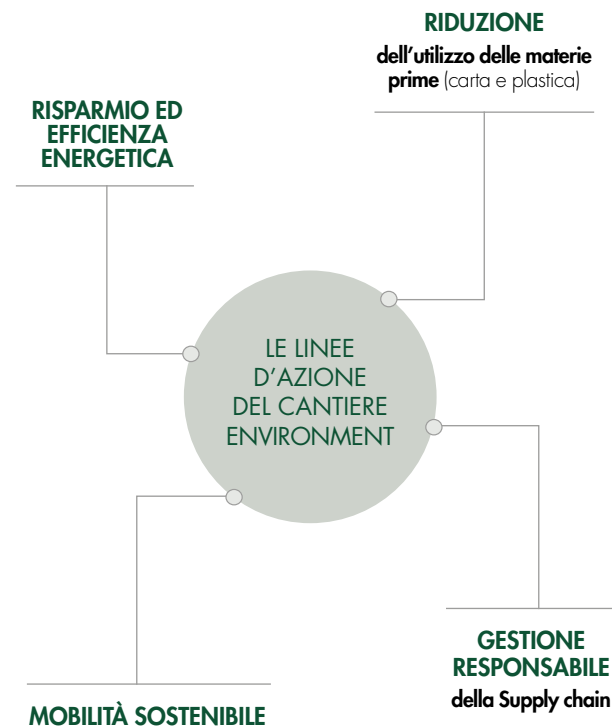 RIDUZIONE
dell'utilizzo delle materie
prime (carta e plastica)
RISPARMIO ED
EFFICIENZA
ENERGETICA
LE LINEE
D'AZIONE
DEL CANTIERE
ENVIRONMENT
GESTIONE
RESPONSABILE
della Supply chain
MOBILITÀ SOSTENIBILE